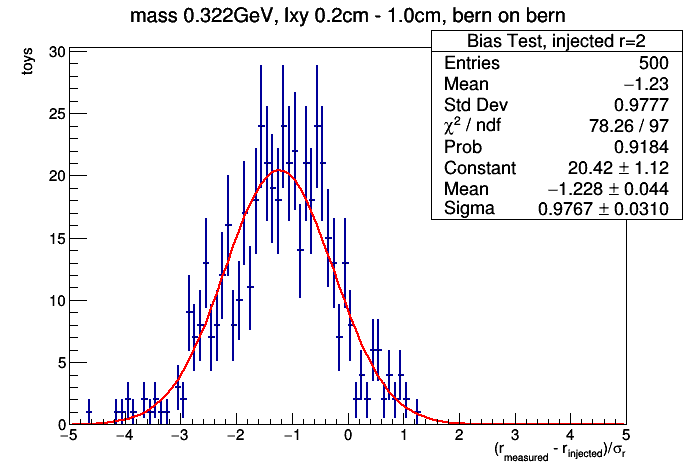 mass 0.322GeV, lxy 0.2cm - 1.0cm, bern on bern
Bias Test, injected r=2
Entries 500
Mean −1.23
Std Dev 0.9777
χ² / ndf 78.26 / 97
Prob 0.9184
Constant 20.42 ± 1.12
Mean −1.228 ± 0.044
Sigma 0.9767 ± 0.0310
toys
30
25
20
15
10
5
0
−5 −4 −3 −2 −1 0 1 2 3 4 5
(r_measured - r_injected)/σ_r